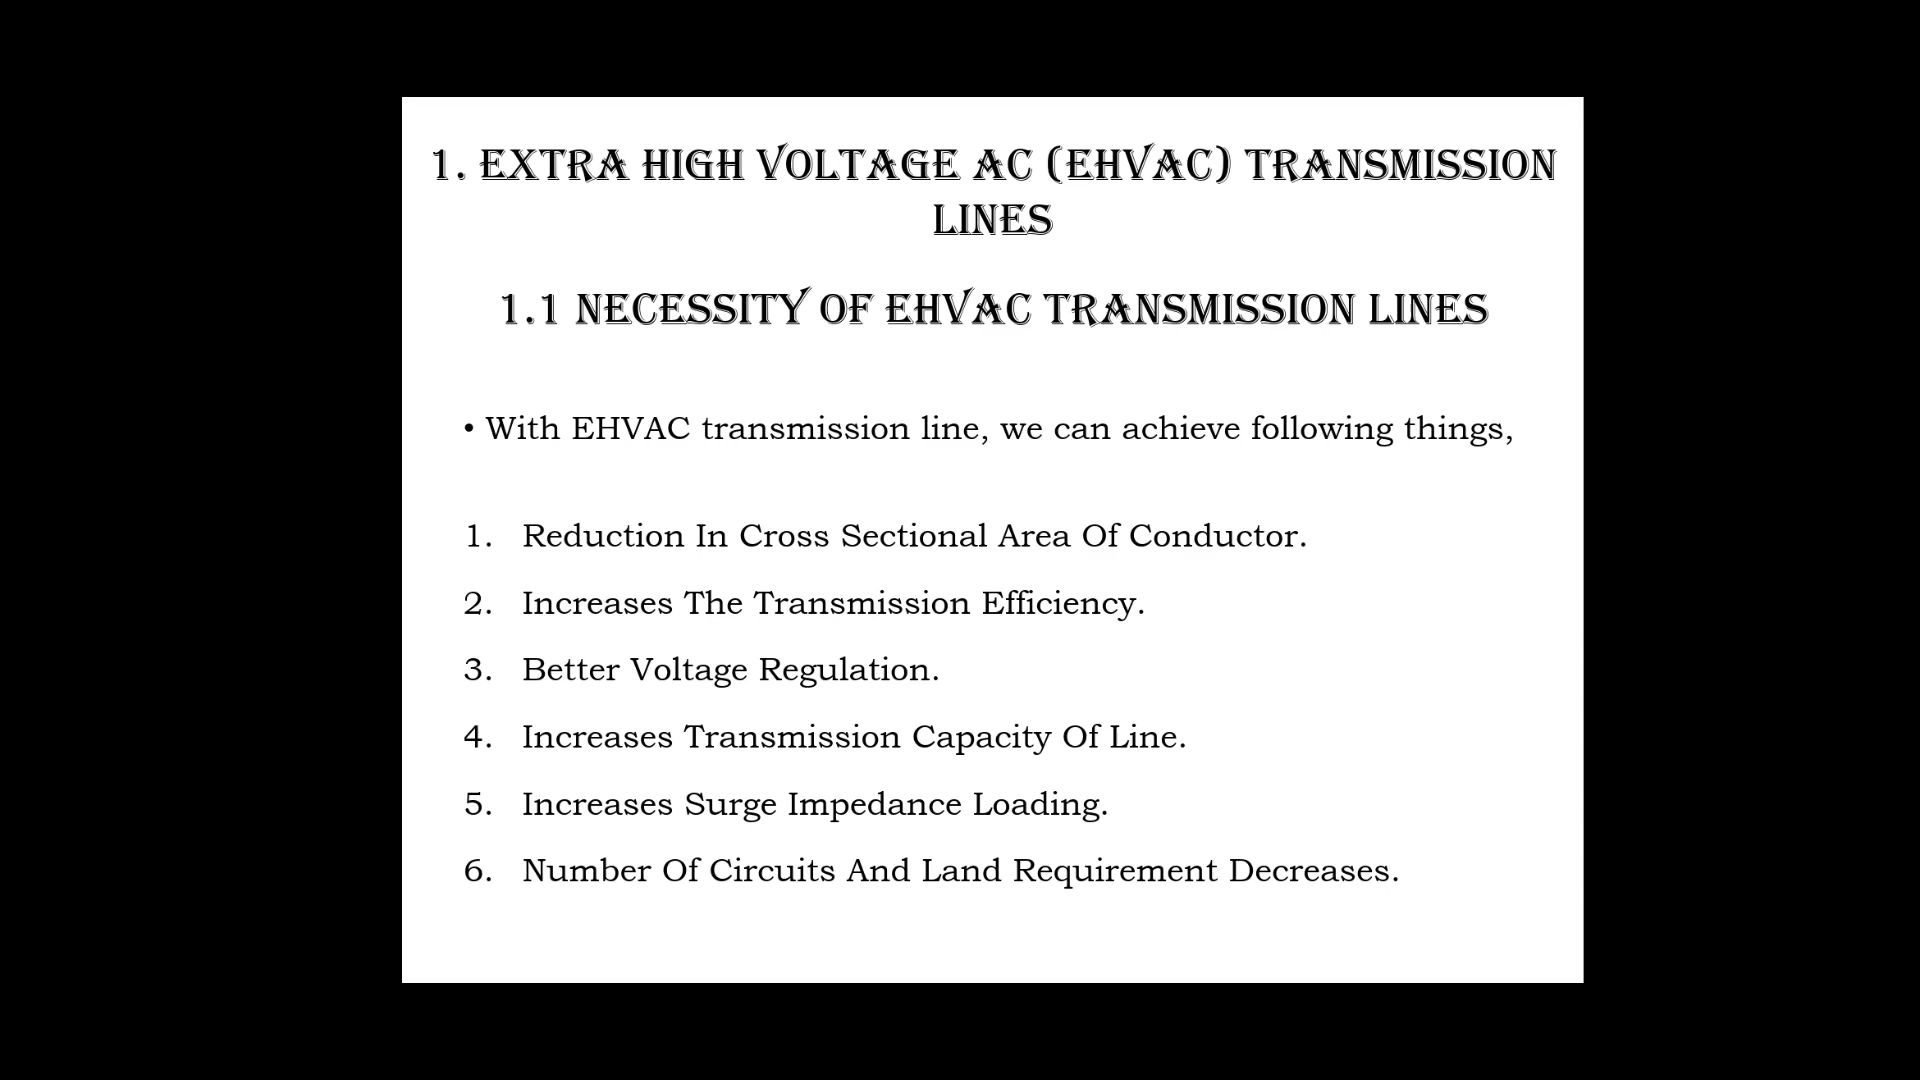 1. EXTRA HIGH VOLTAGE AC (EHVAC) TRANSMISSION
LINES
1.1 NECESSITY OF EHVAC TRANSMISSION LINES
• With EHVAC transmission line, we can achieve following things,
1. Reduction In Cross Sectional Area Of Conductor.
2. Increases The Transmission Efficiency.
3. Better Voltage Regulation.
4. Increases Transmission Capacity Of Line.
5. Increases Surge Impedance Loading.
6. Number Of Circuits And Land Requirement Decreases.